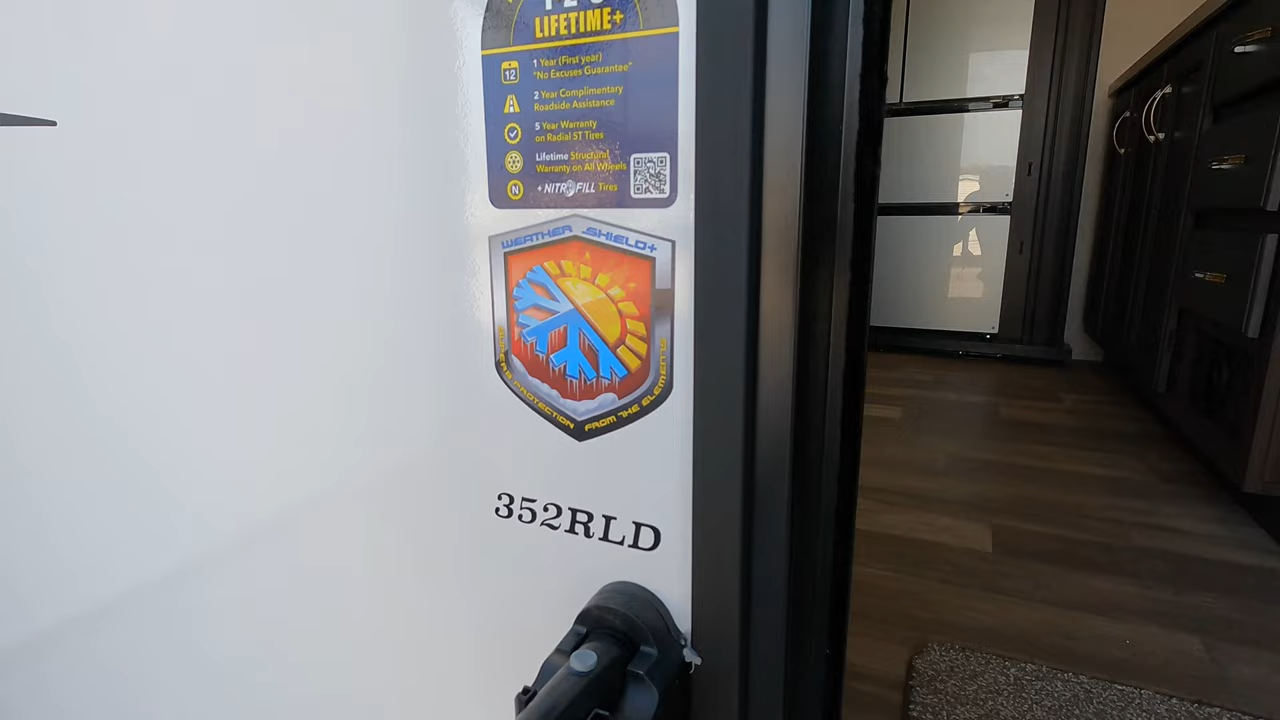 LIFETIME+
1 Year (First year)
"No Excuses Guarantee"
12
2 Year Complimentary
Roadside Assistance
5 Year Warranty
on Radial ST Tires
Lifetime Structural
Warranty on All Wheels
N
+ NITROFILL Tires
WEATHER SHIELD+
PROTECTION FROM THE ELEMENTS
352RLD